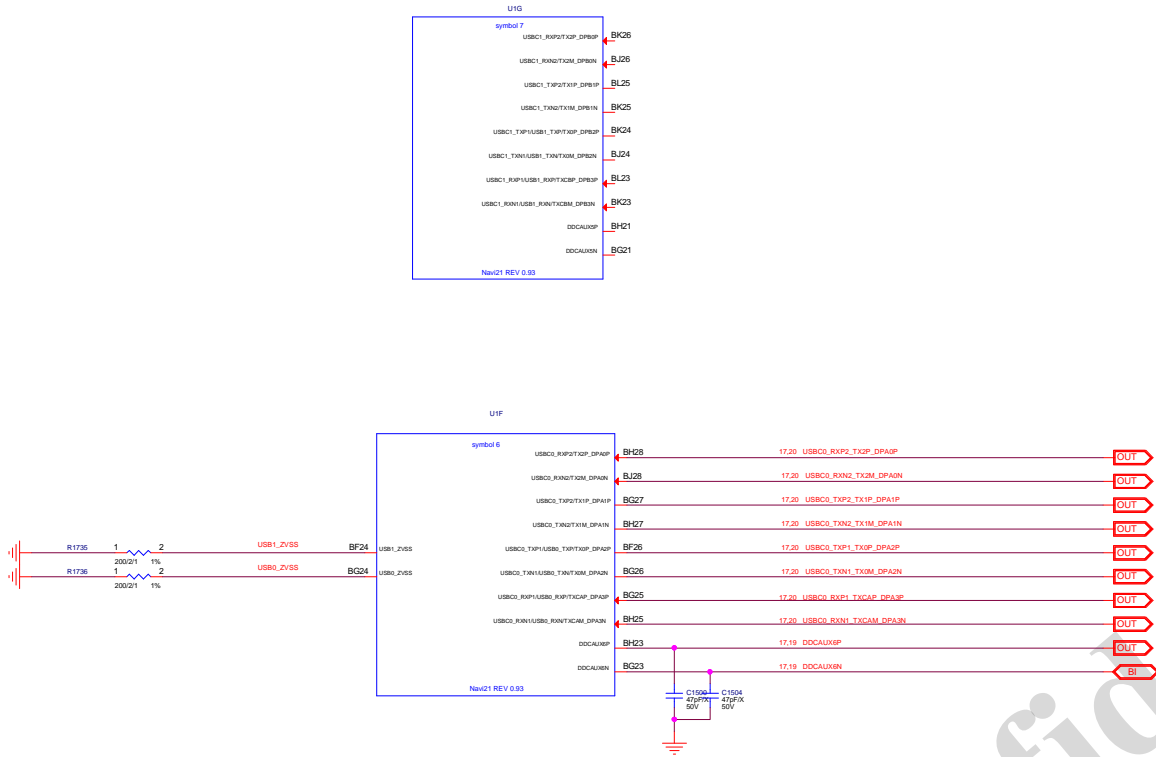 U1G
symbol 7
USBC1_RXP2/TX2P_DPB0P BK26
USBC1_RXN2/TX2M_DPB0N BJ26
USBC1_TXP2/TX1P_DPB1P BL25
USBC1_TXN2/TX1M_DPB1N BK25
USBC1_TXP1/USB1_TXP/TX0P_DPB2P BK24
USBC1_TXN1/USB1_TXN/TX0M_DPB2N BJ24
USBC1_RXP1/USB1_RXP/TXCBP_DPB3P BL23
USBC1_RXN1/USB1_RXN/TXCBM_DPB3N BK23
DDCAUX5P BH21
DDCAUX5N BG21
Navi21 REV 0.93
U1F
symbol 6
USBC0_RXP2/TX2P_DPA0P BH28 17,20 USBC0_RXP2_TX2P_DPA0P OUT
USBC0_RXN2/TX2M_DPA0N BJ28 17,20 USBC0_RXN2_TX2M_DPA0N OUT
USBC0_TXP2/TX1P_DPA1P BG27 17,20 USBC0_TXP2_TX1P_DPA1P OUT
USBC0_TXN2/TX1M_DPA1N BH27 17,20 USBC0_TXN2_TX1M_DPA1N OUT
R1735 1 2 USB1_ZVSS BF24 USB1_ZVSS USBC0_TXP1/USB0_TXP/TX0P_DPA2P BF26 17,20 USBC0_TXP1_TX0P_DPA2P OUT
200/2/1 1%
R1736 1 2 USB0_ZVSS BG24 USB0_ZVSS USBC0_TXN1/USB0_TXN/TX0M_DPA2N BG26 17,20 USBC0_TXN1_TX0M_DPA2N OUT
200/2/1 1%
USBC0_RXP1/USB0_RXP/TXCAP_DPA3P BG25 17,20 USBC0_RXP1_TXCAP_DPA3P OUT
USBC0_RXN1/USB0_RXN/TXCAM_DPA3N BH25 17,20 USBC0_RXN1_TXCAM_DPA3N OUT
DDCAUX6P BH23 17,19 DDCAUX6P OUT
DDCAUX6N BG23 17,19 DDCAUX6N BI
Navi21 REV 0.93
C1500 C1504
47pF/X 47pF/X
50V 50V
fid